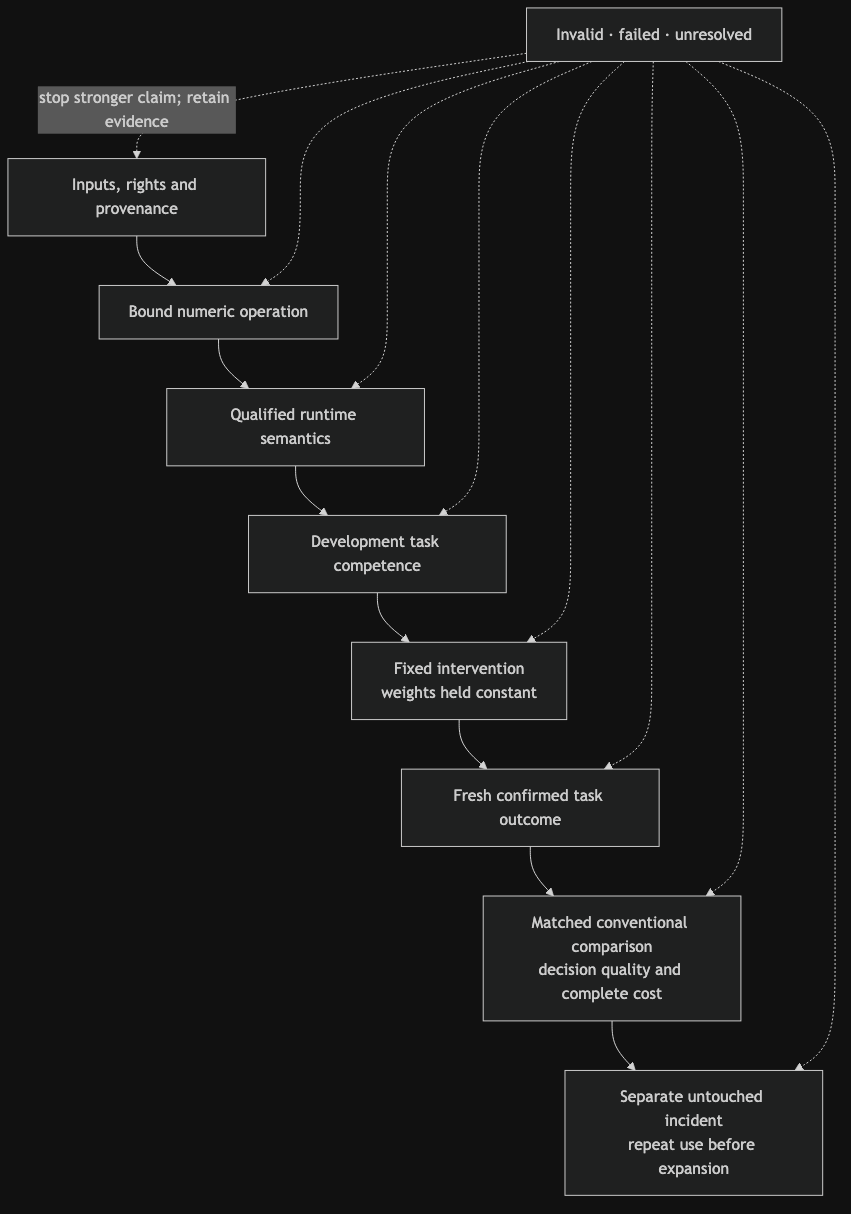 Invalid · failed · unresolved
stop stronger claim; retain
evidence
Inputs, rights and
provenance
Bound numeric operation
Qualified runtime
semantics
Development task
competence
Fixed intervention
weights held constant
Fresh confirmed task
outcome
Matched conventional
comparison
decision quality and
complete cost
Separate untouched
incident
repeat use before
expansion